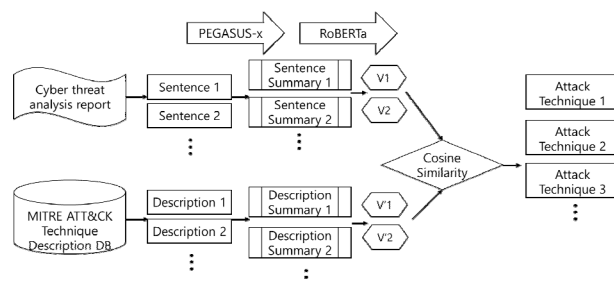 PEGASUS-x
RoBERTa
Cyber threat
analysis report
Sentence 1
Sentence 2
Sentence
Summary 1
Sentence
Summary 2
V1
V2
Cosine
Similarity
Attack
Technique 1
Attack
Technique 2
Attack
Technique 3
MITRE ATT&CK
Technique
Description DB
Description 1
Description 2
Description
Summary 1
Description
Summary 2
V'1
V'2